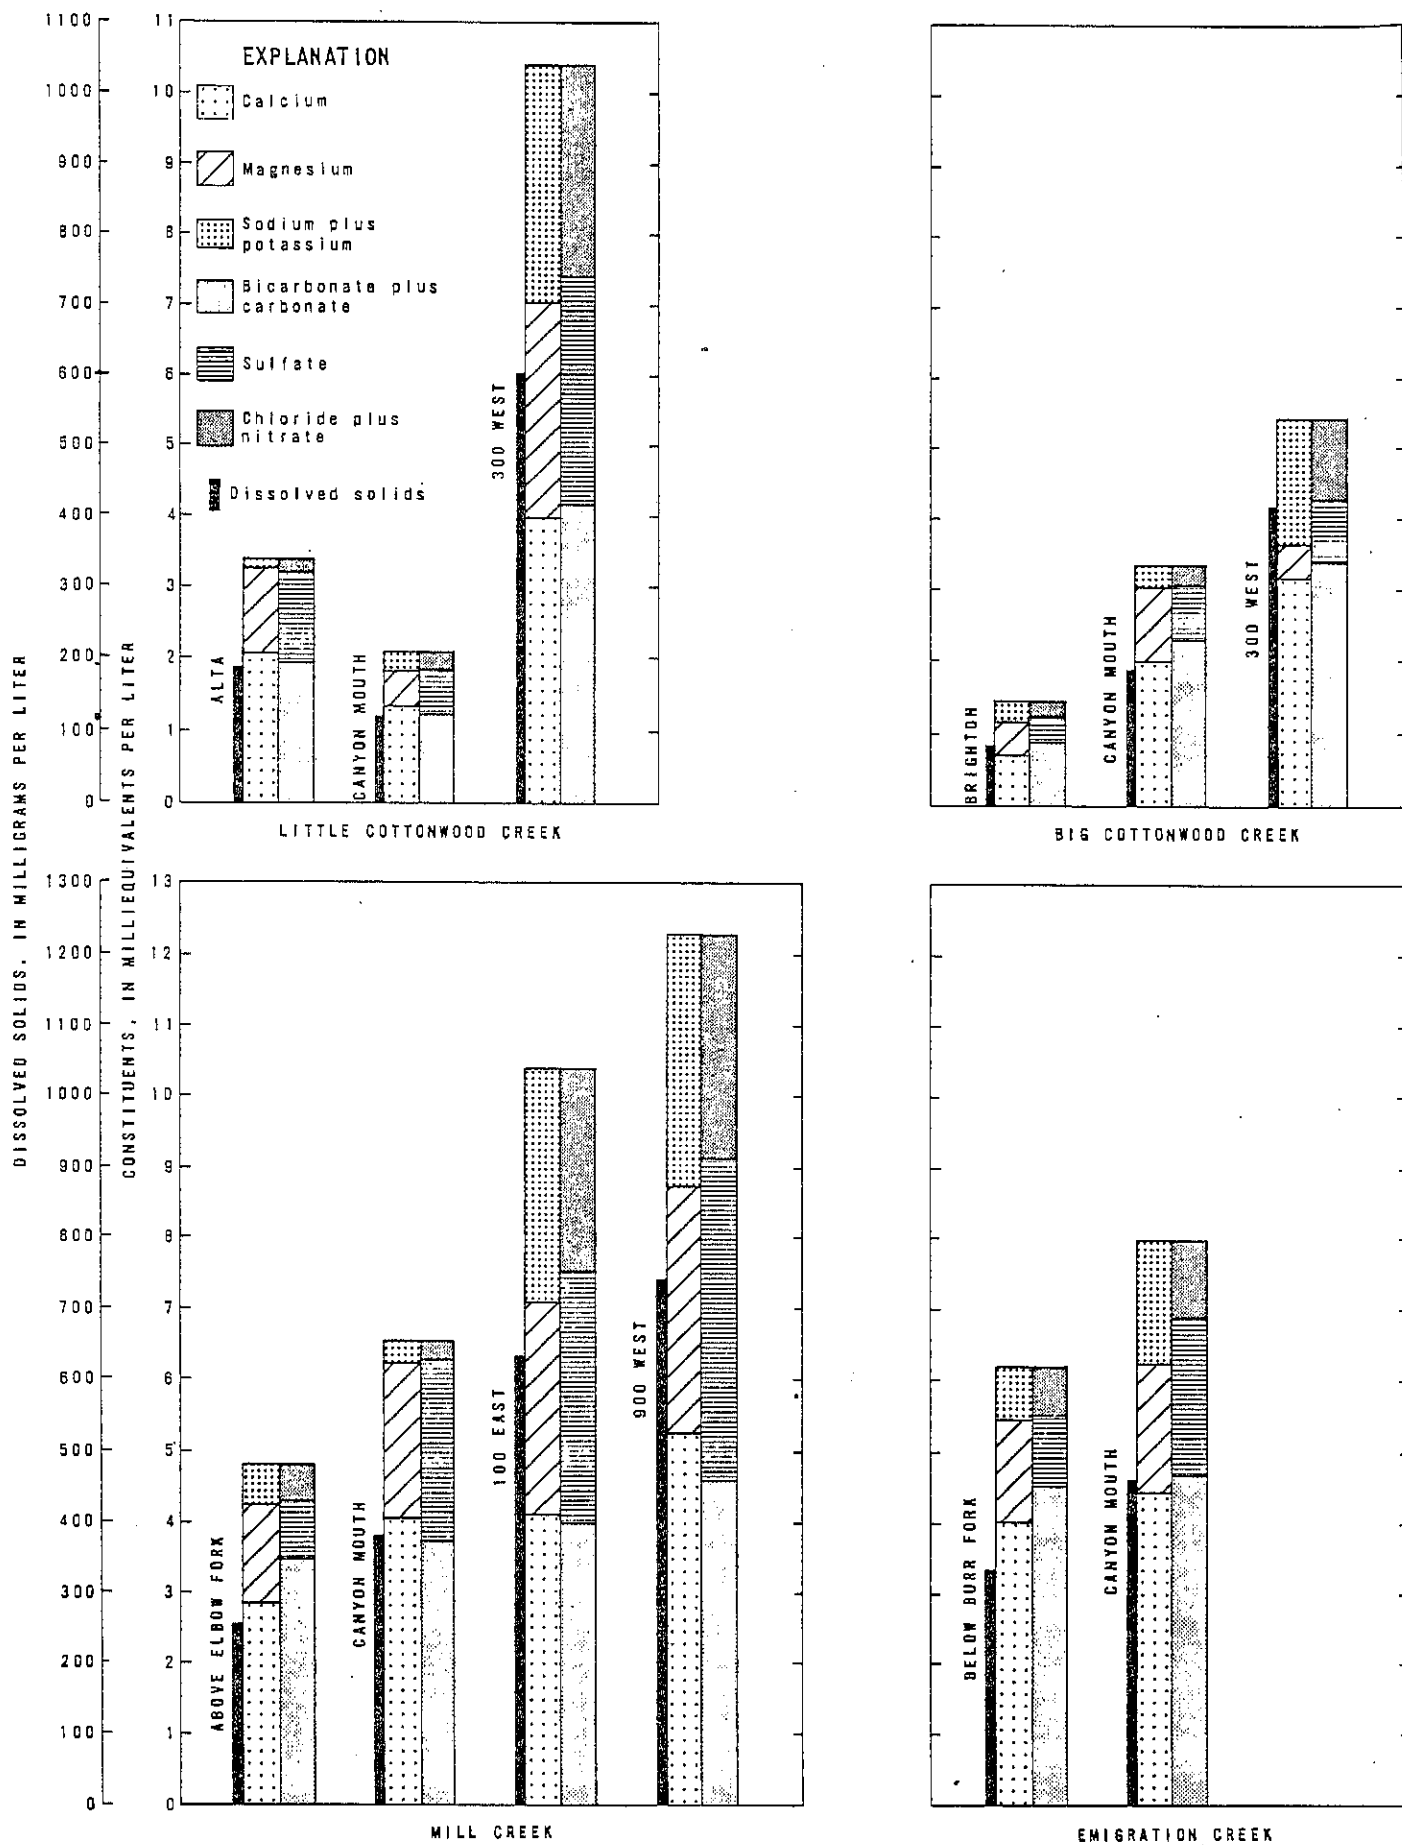 DISSOLVED SOLIDS, IN MILLIGRAMS PER LITER
CONSTITUENTS, IN MILLIEQUIVALENTS PER LITER
1100
1000
900
800
700
600
500
400
300
200
100
0
11
10
9
8
7
6
5
4
3
2
1
0
EXPLANATION
Calcium
Magnesium
Sodium plus
potassium
Bicarbonate plus
carbonate
Sulfate
Chloride plus
nitrate
Dissolved solids
ALTA
CANYON MOUTH
300 WEST
LITTLE COTTONWOOD CREEK
BRIGHTON
CANYON MOUTH
300 WEST
BIG COTTONWOOD CREEK
1300
1200
1100
1000
900
800
700
600
500
400
300
200
100
0
13
12
11
10
9
8
7
6
5
4
3
2
1
0
ABOVE ELBOW FORK
CANYON MOUTH
100 EAST
900 WEST
MILL CREEK
BELOW BURR FORK
CANYON MOUTH
EMIGRATION CREEK